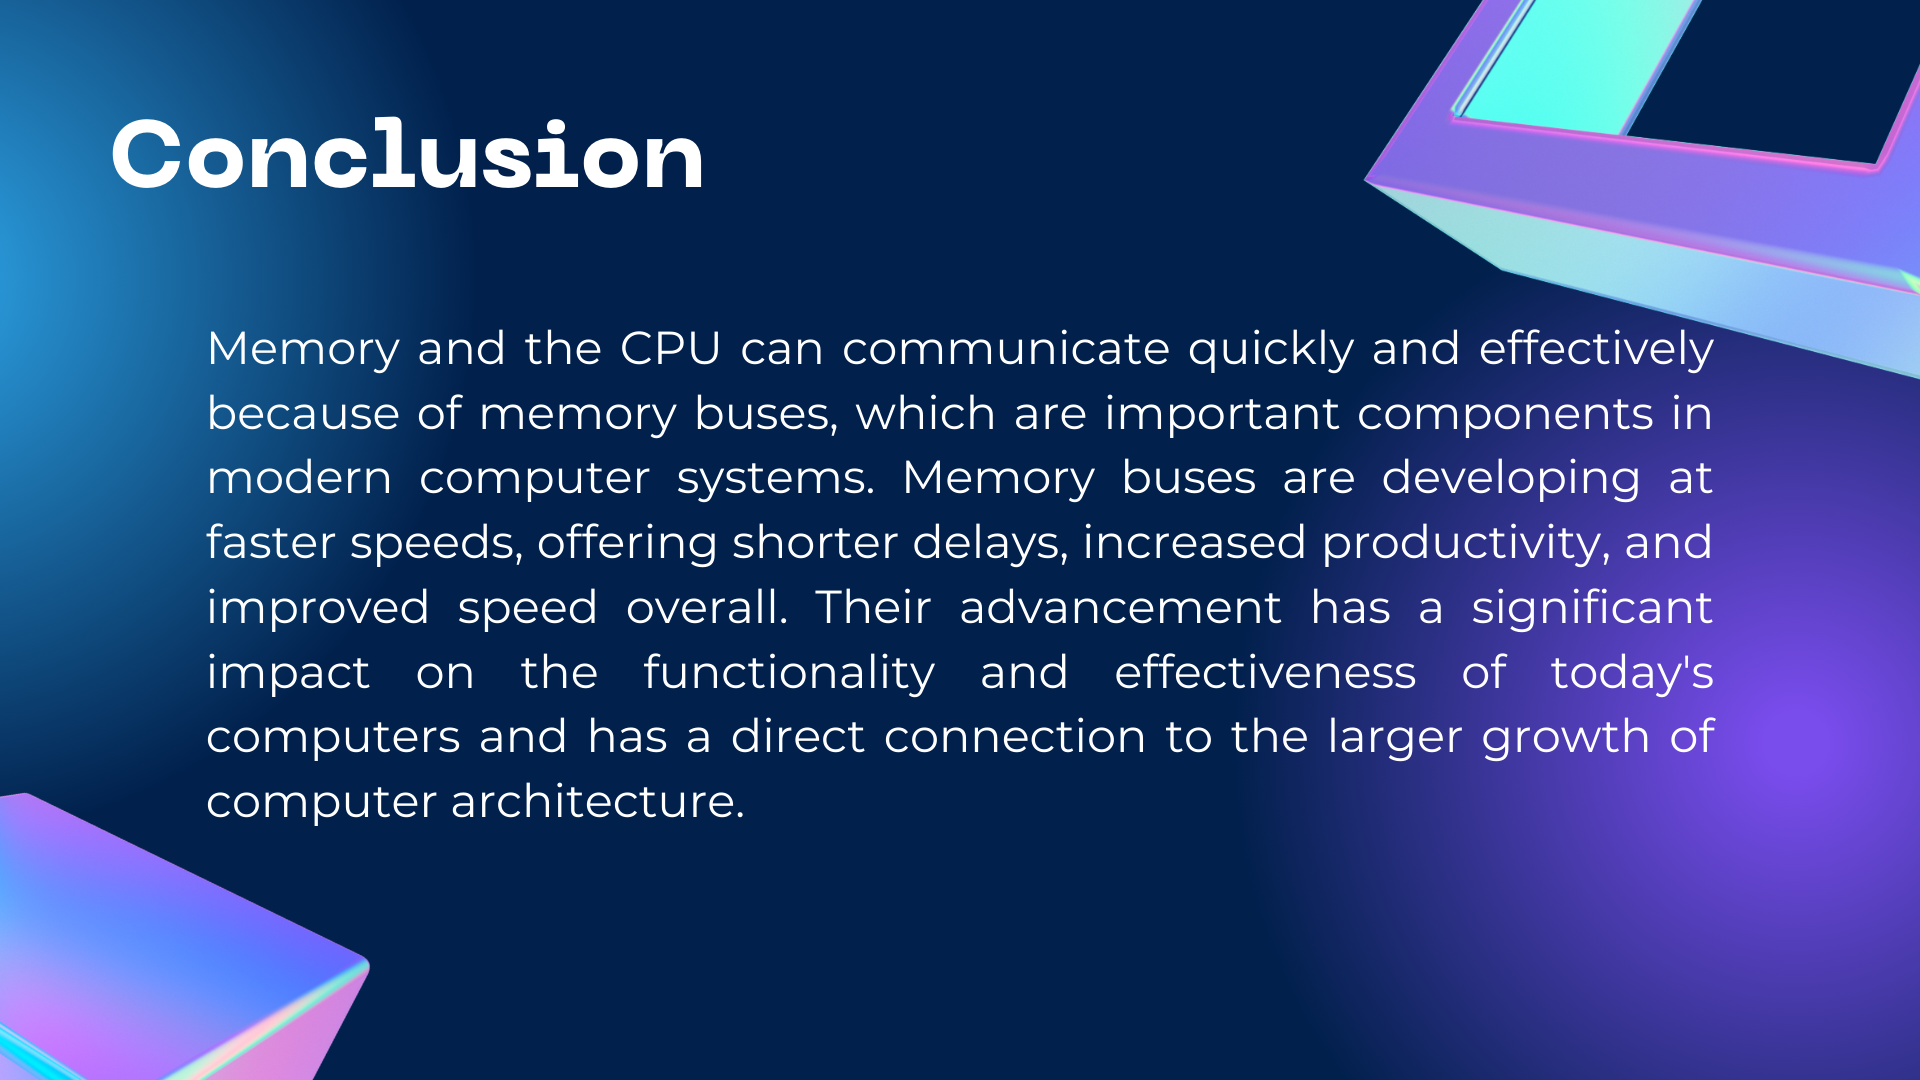 Conclusion
Memory and the CPU can communicate quickly and effectively
because of memory buses, which are important components in
modern computer systems. Memory buses are developing at
faster speeds, offering shorter delays, increased productivity, and
improved speed overall. Their advancement has a significant
impact on the functionality and effectiveness of today's
computers and has a direct connection to the larger growth of
computer architecture.